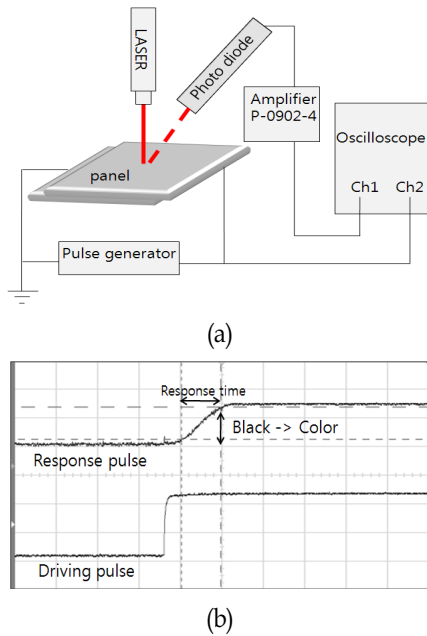 LASER
Photo diode
Amplifier
P-0902-4
Oscilloscope
panel
Ch1 Ch2
Pulse generator
(a)
Response time
Black -> Color
Response pulse
Driving pulse
(b)